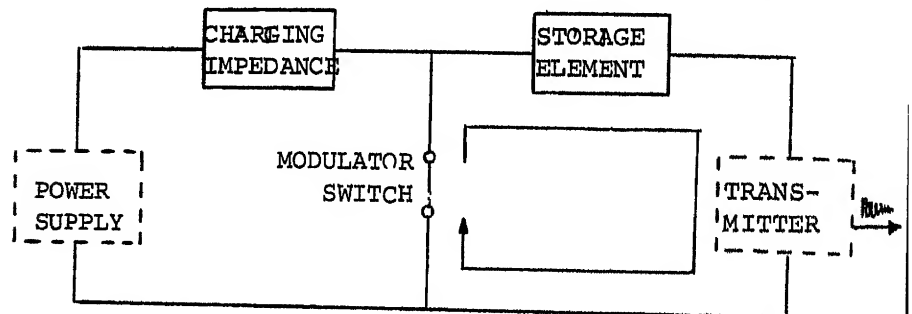 CHARGING
IMPEDANCE
STORAGE
ELEMENT
MODULATOR
SWITCH
POWER
SUPPLY
TRANS-
MITTER